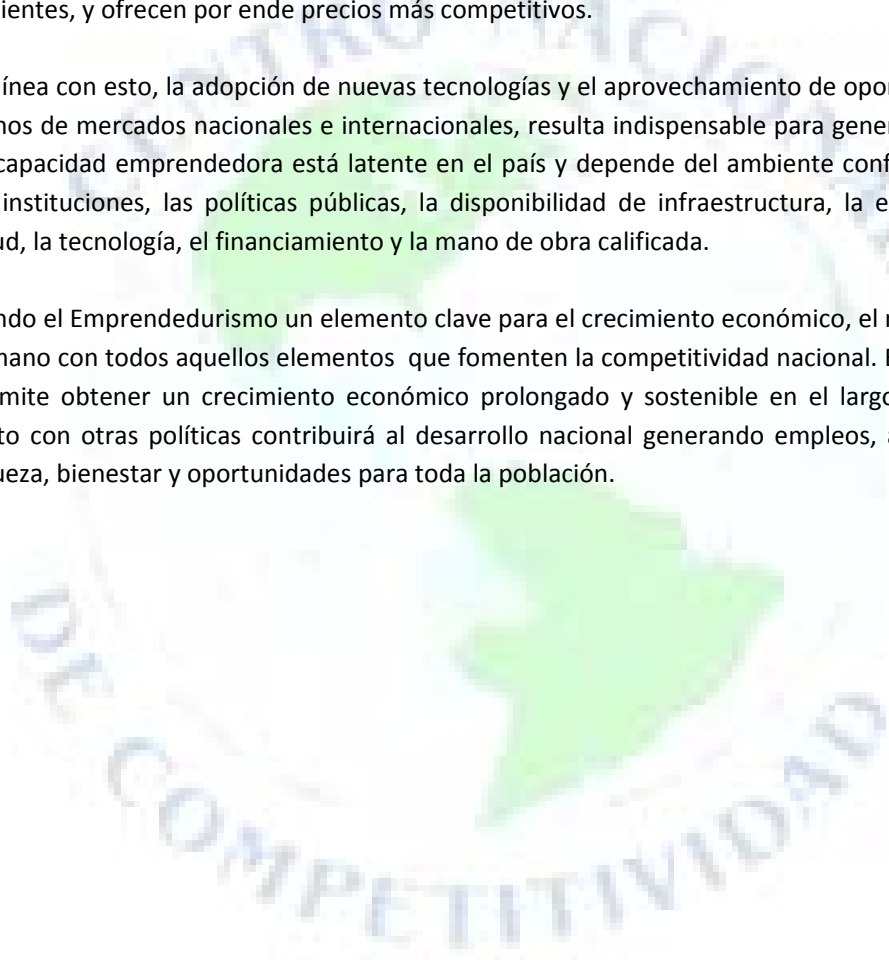 ientes, y ofrecen por ende precios más competitivos.
ínea con esto, la adopción de nuevas tecnologías y el aprovechamiento de opor
nos de mercados nacionales e internacionales, resulta indispensable para gener
capacidad emprendedora está latente en el país y depende del ambiente conf
instituciones, las políticas públicas, la disponibilidad de infraestructura, la e
ud, la tecnología, el financiamiento y la mano de obra calificada.
ndo el Emprendedurismo un elemento clave para el crecimiento económico, el
mano con todos aquellos elementos que fomenten la competitividad nacional.
mite obtener un crecimiento económico prolongado y sostenible en el largo
to con otras políticas contribuirá al desarrollo nacional generando empleos,
ueza, bienestar y oportunidades para toda la población.
CENTRO NACIONAL
DE COMPETITIVIDAD